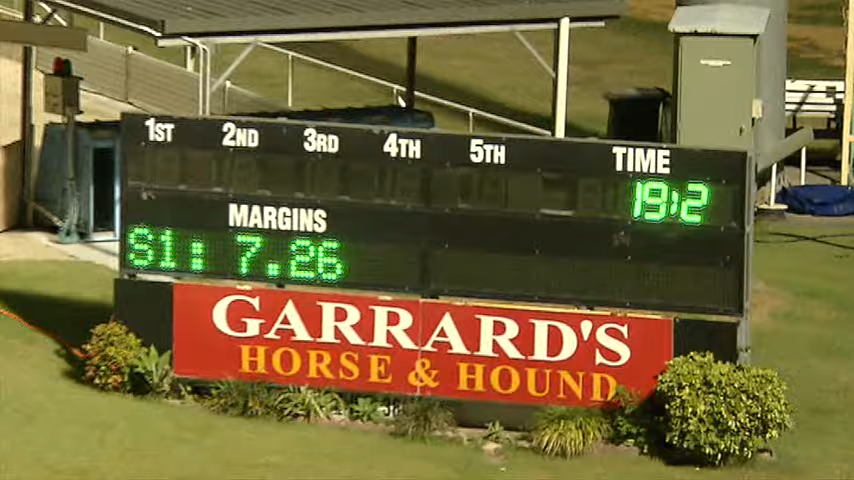 1ST 2ND 3RD 4TH 5TH TIME
19:2
MARGINS
S1: 7.26
GARRARD'S
HORSE & HOUND